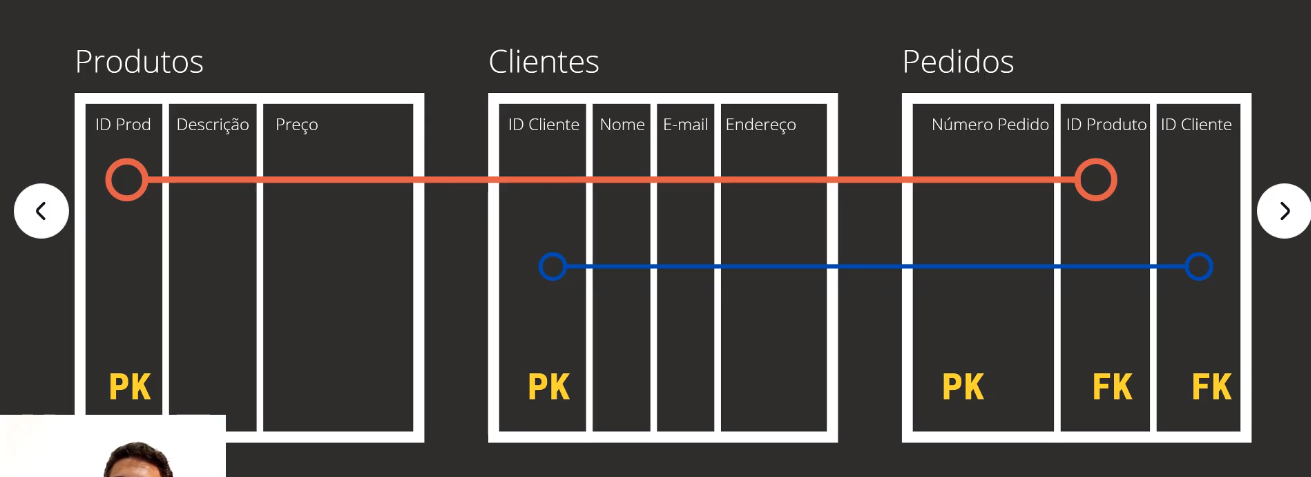 Produtos
Clientes
Pedidos
ID Prod
Descrição
Preço
ID Cliente
Nome
E-mail
Endereço
Número Pedido
ID Produto
ID Cliente
PK
PK
PK
FK
FK